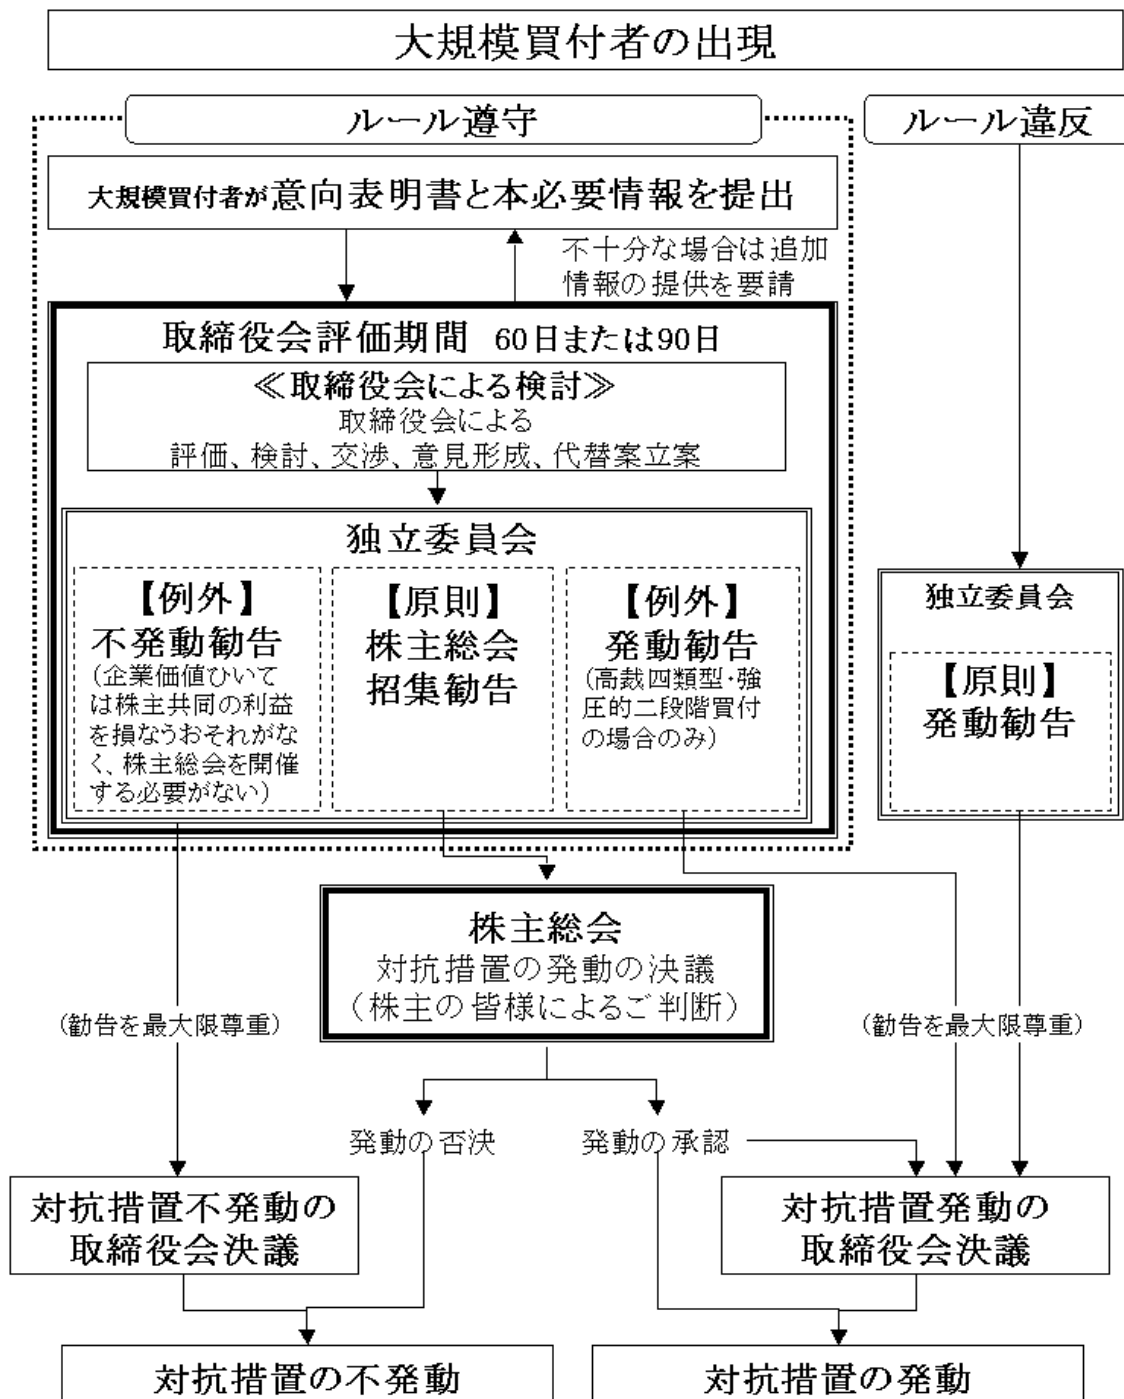 大規模買付者の出現
ルール遵守
ルール違反
大規模買付者が意向表明書と本必要情報を提出
不十分な場合は追加
情報の提供を要請
取締役会評価期間 60日または90日
≪取締役会による検討≫
取締役会による
評価、検討、交渉、意見形成、代替案立案
独立委員会
【例外】
不発動勧告
(企業価値ひいて
は株主共同の利益
を損なうおそれがな
く、株主総会を開催
する必要がない)
【原則】
株主総会
招集勧告
【例外】
発動勧告
(高裁四類型・強
圧的二段階買付
の場合のみ)
独立委員会
【原則】
発動勧告
株主総会
対抗措置の発動の決議
(株主の皆様によるご判断)
(勧告を最大限尊重)
(勧告を最大限尊重)
発動の否決
発動の承認
対抗措置不発動の
取締役会決議
対抗措置発動の
取締役会決議
対抗措置の不発動
対抗措置の発動